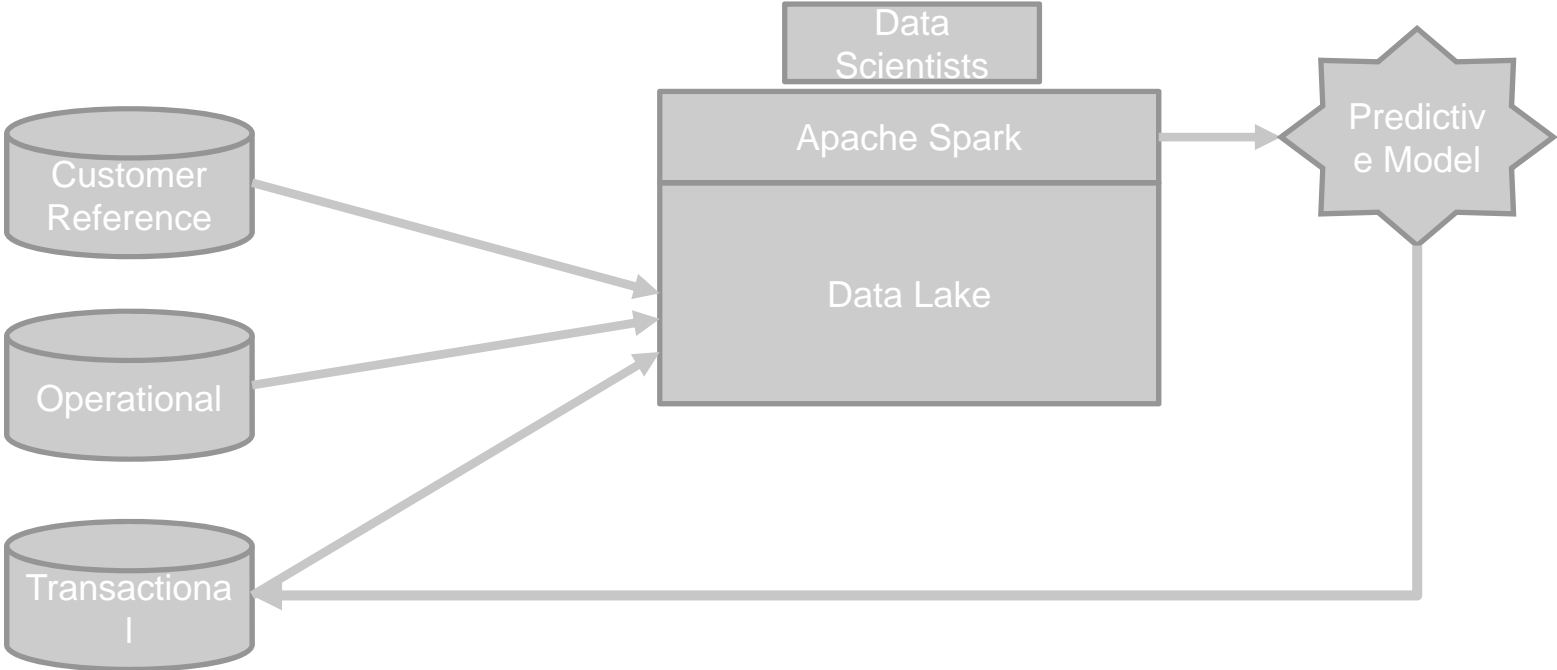 Data
Scientists
Apache Spark
Predictiv
e Model
Customer
Reference
Data Lake
Operational
Transactiona
l